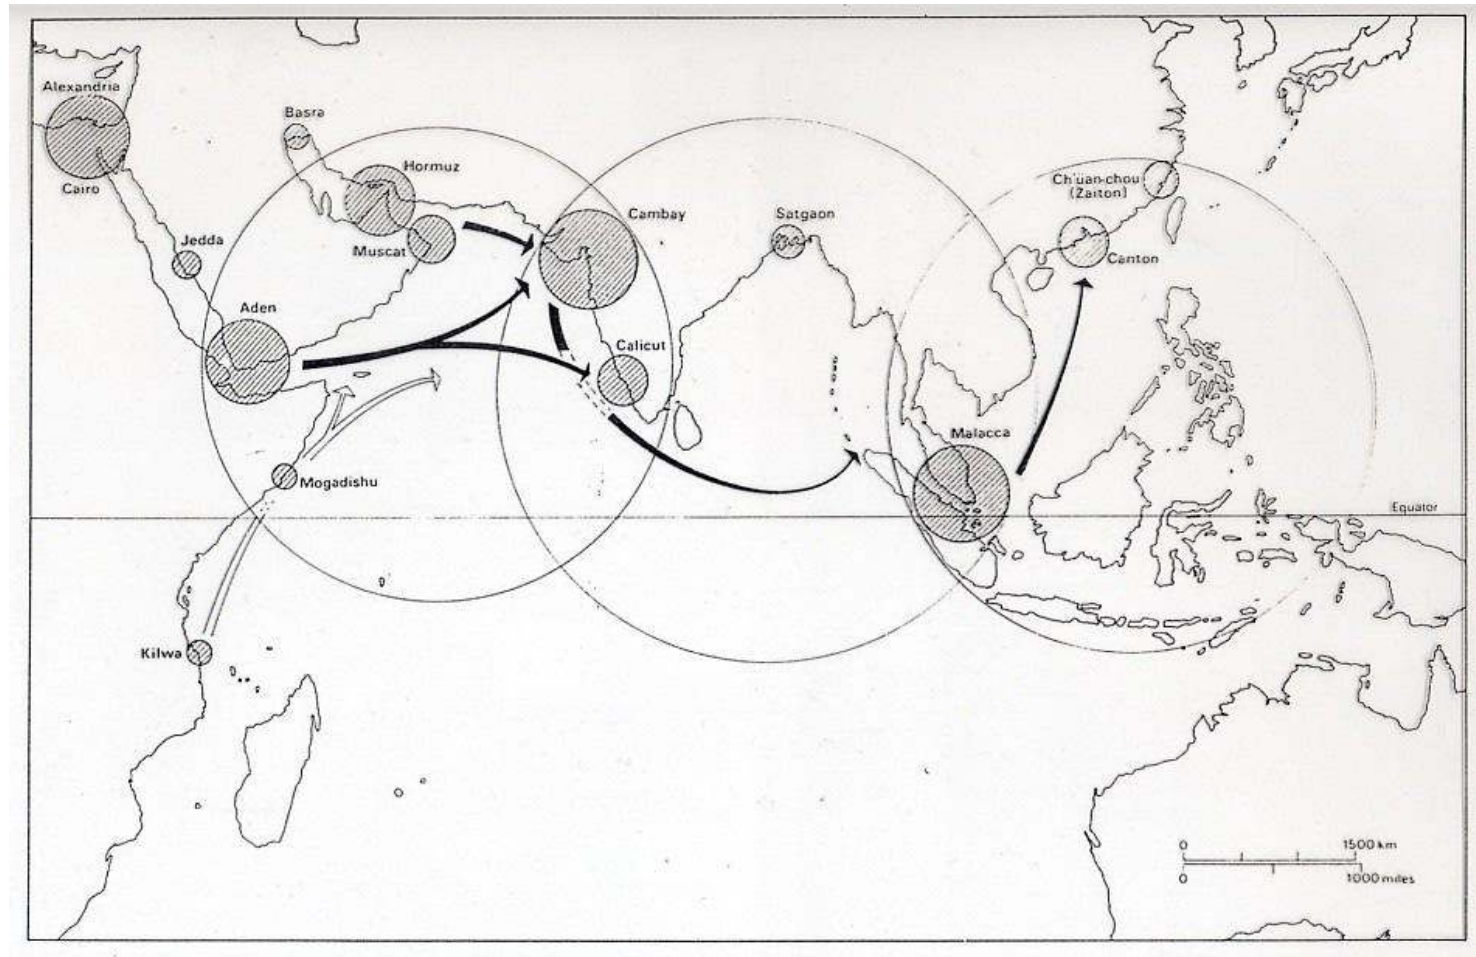 Alexandria
Cairo
Basra
Hormuz
Muscat
Jedda
Aden
Cambay
Satgaon
Calicut
Ch'uan-chou
(Zaiton)
Canton
Malacca
Mogadishu
Equator
Kilwa
0 1500 km
0 1000 miles